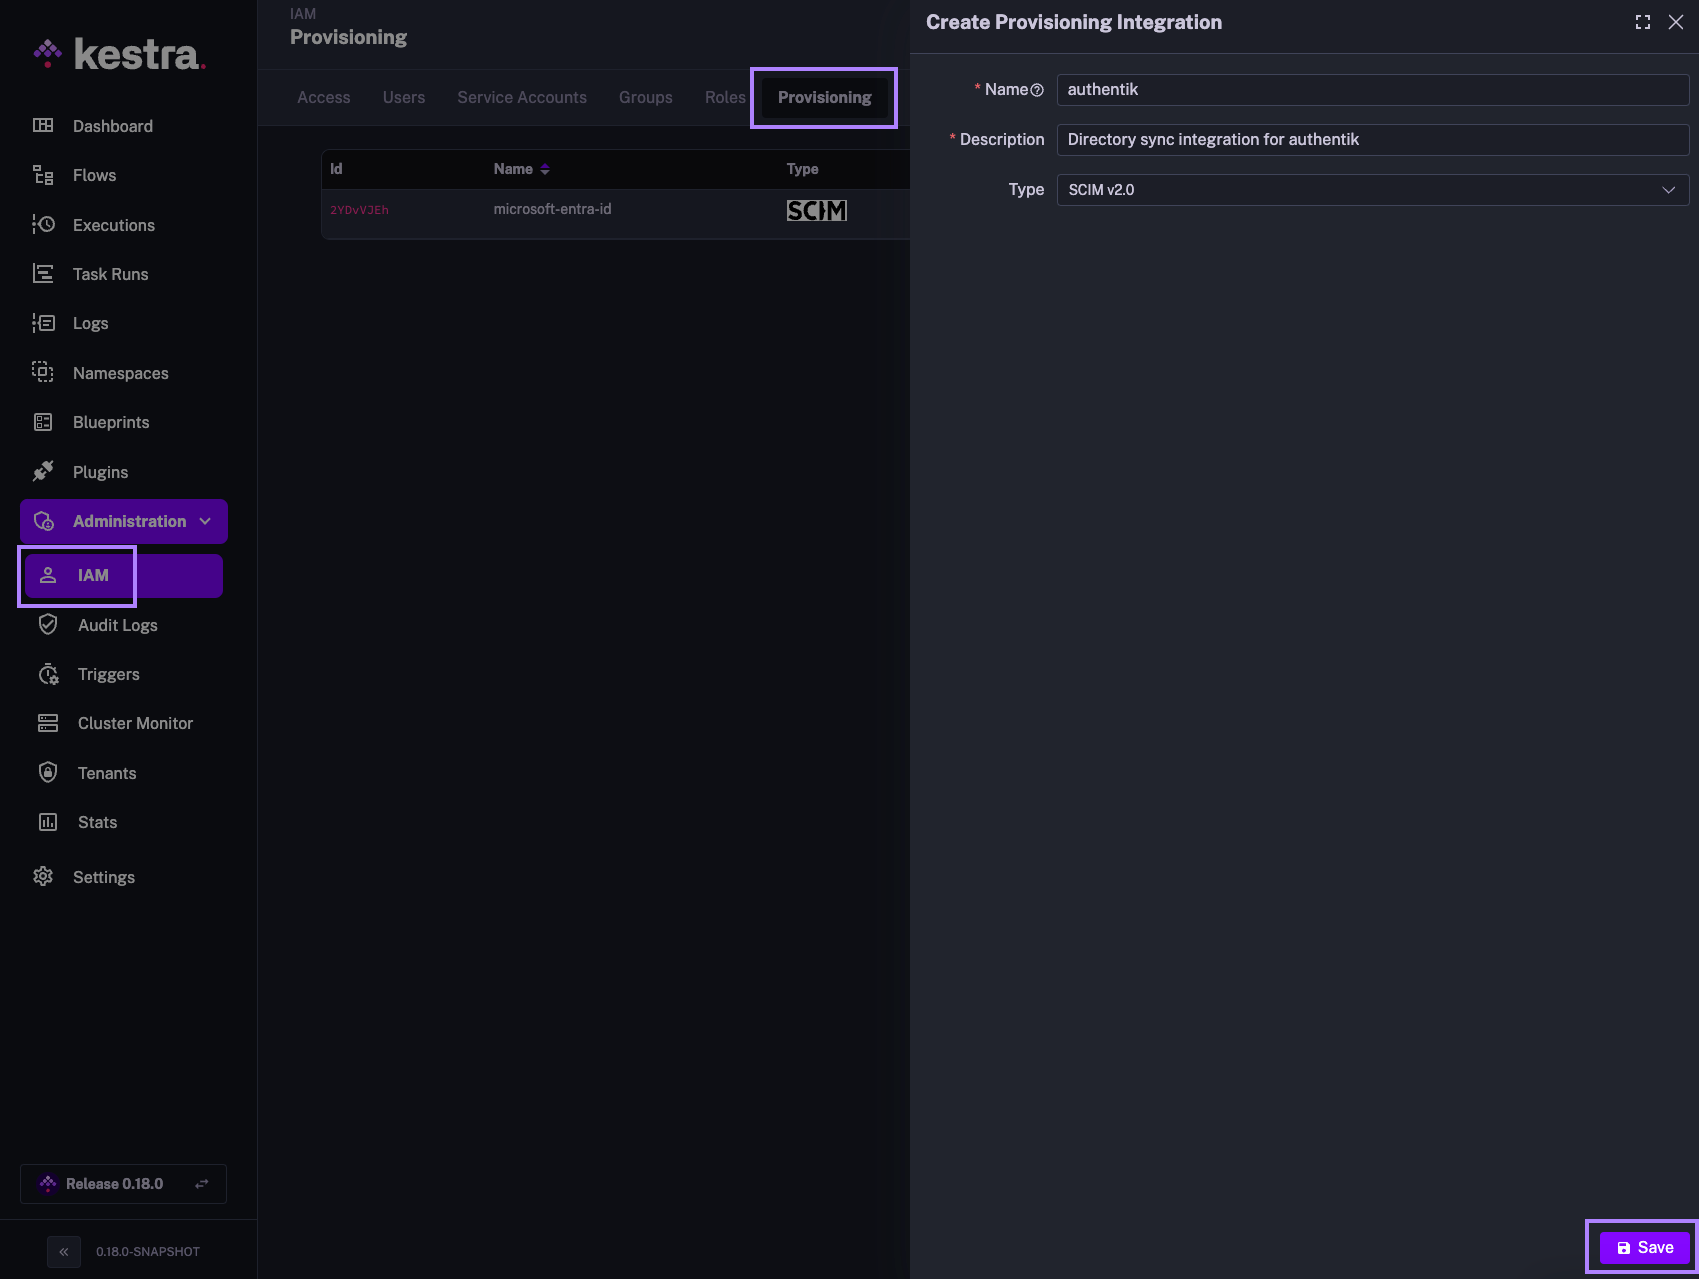 kestra.
Dashboard
Flows
Executions
Task Runs
Logs
Namespaces
Blueprints
Plugins
Administration
IAM
Audit Logs
Triggers
Cluster Monitor
Tenants
Stats
Settings
Release 0.18.0
0.18.0-SNAPSHOT
IAM
Provisioning
Access Users Service Accounts Groups Roles Provisioning
Id Name Type
2YDvVJEh microsoft-entra-id SCIM
Create Provisioning Integration
* Name authentik
* Description Directory sync integration for authentik
Type SCIM v2.0
Save